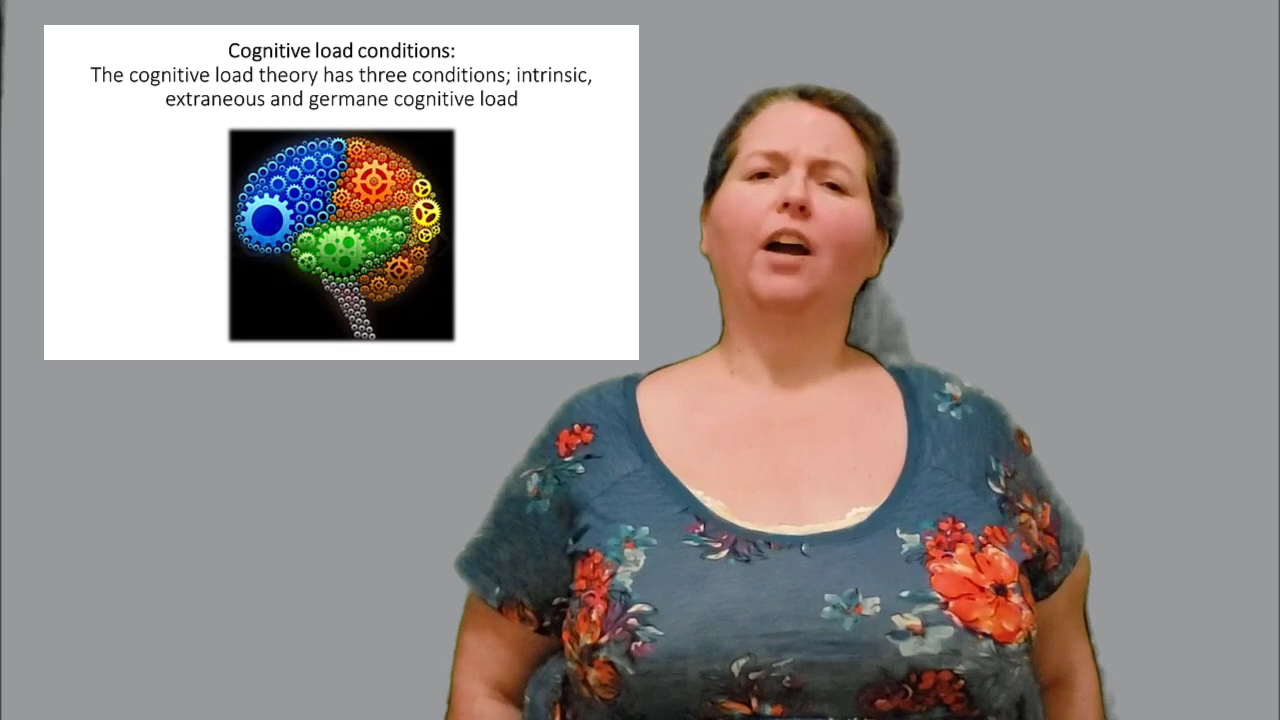 Cognitive load conditions:
The cognitive load theory has three conditions; intrinsic,
extraneous and germane cognitive load